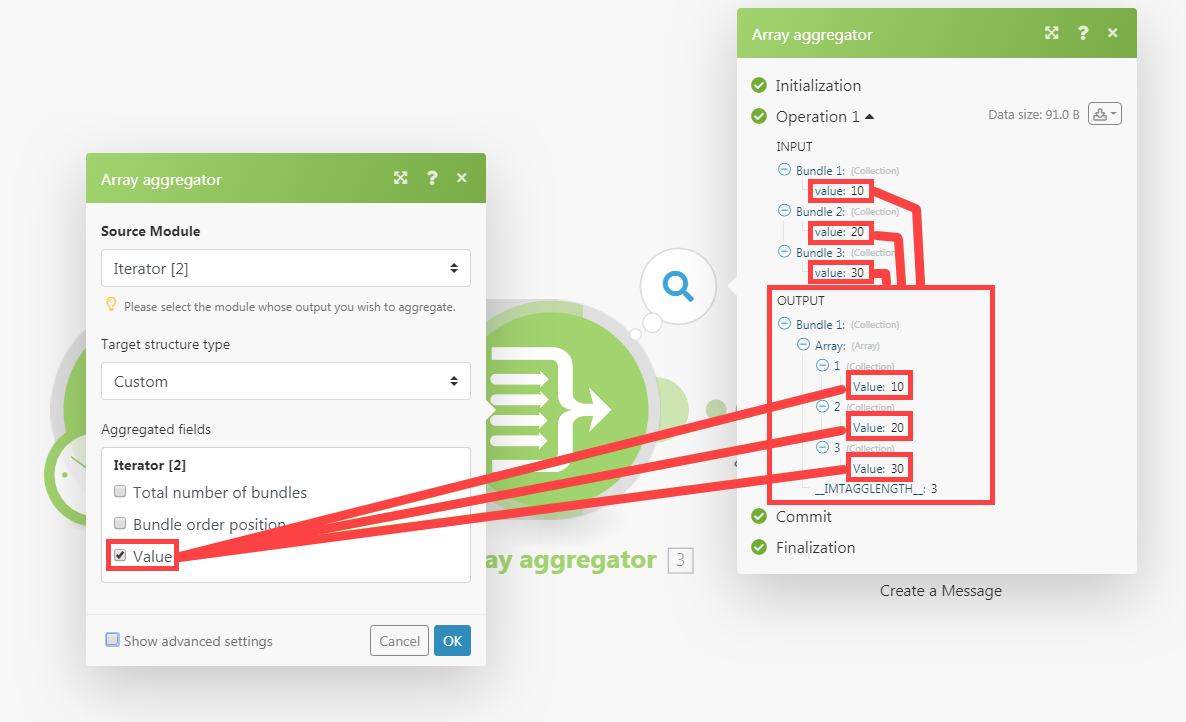 Array aggregator
Source Module
Iterator [2]
Please select the module whose output you wish to aggregate.
Target structure type
Custom
Aggregated fields
Iterator [2]
Total number of bundles
Bundle order position
Value
Show advanced settings
Cancel
OK
ay aggregator 3
Array aggregator
Initialization
Operation 1
Data size: 91.0 B
INPUT
Bundle 1: (Collection)
value: 10
Bundle 2: (Collection)
value: 20
Bundle 3: (Collection)
value: 30
OUTPUT
Bundle 1: (Collection)
Array: (Array)
1 (Collection)
Value: 10
2 (Collection)
Value: 20
3 (Collection)
Value: 30
__IMTAGGLENGTH__: 3
Commit
Finalization
Create a Message